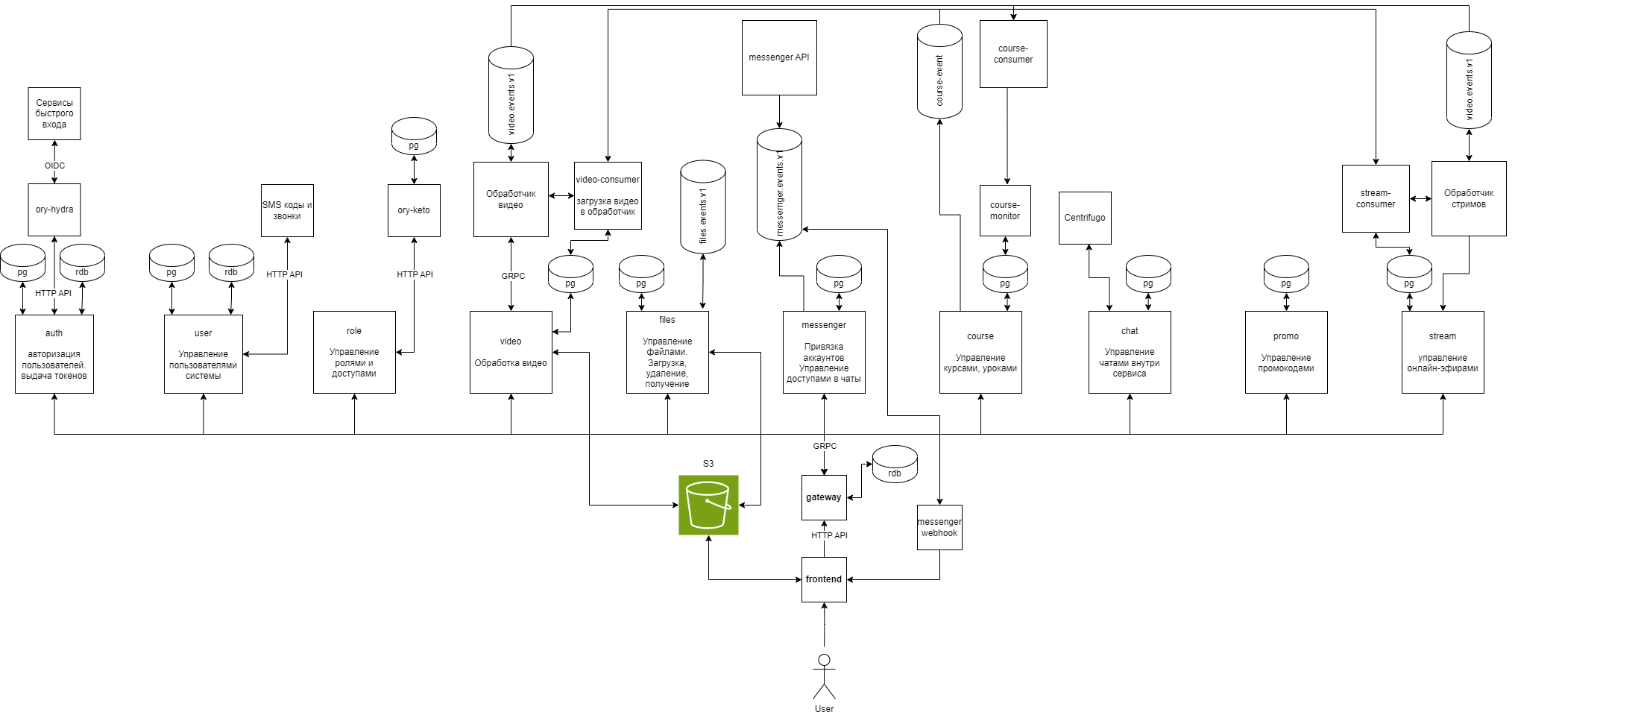 messenger API
course-
consumer
course-event
video.events.v1
video.events.v1
Сервисы
быстрого
входа
pg
OIDC
ory-hydra
SMS коды и
звонки
ory-keto
Обработчик
видео
video-consumer
загрузка видео
в обработчик
files.events.v1
messernger.events.v1
course-
monitor
Centrifugo
stream-
consumer
Обработчик
стримов
pg
rdb
HTTP API
pg
rdb
HTTP API
HTTP API
GRPC
pg
pg
pg
pg
pg
pg
pg
auth
авторизация
пользователей.
выдача токенов
user
Управление
пользователями
системы
role
Управление
ролями и
доступами
video
Обработка видео
files
Управление
файлами.
Загрузка,
удаление,
получение
messenger
Привязка
аккаунтов
Управление
доступами в чаты
course
Управление
курсами, уроками
chat
Управление
чатами внутри
сервиса
promo
Управление
промокодами
stream
управление
онлайн-эфирами
GRPC
S3
rdb
gateway
messenger
webhook
HTTP API
frontend
User